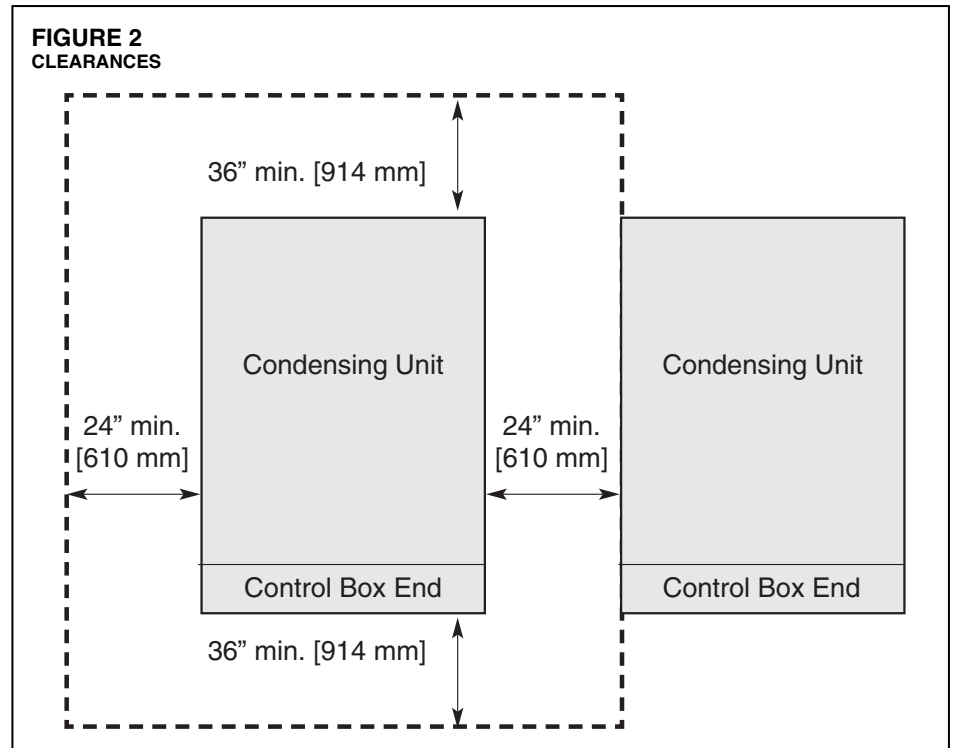 FIGURE 2
CLEARANCES
36” min. [914 mm]
Condensing Unit
Condensing Unit
24” min.
[610 mm]
24” min.
[610 mm]
Control Box End
Control Box End
36” min. [914 mm]